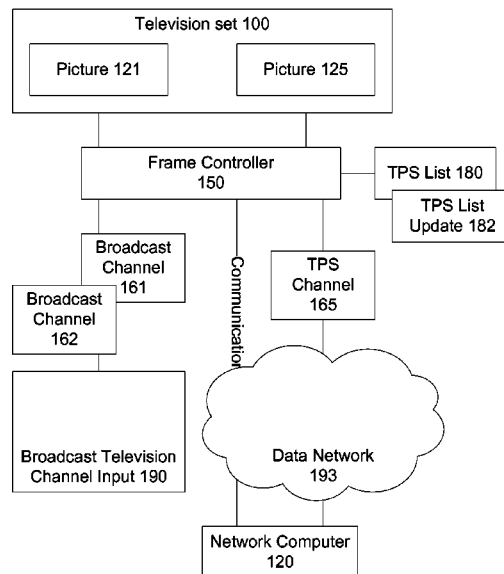 Television set 100
Picture 121
Picture 125
Frame Controller
150
TPS List 180
TPS List
Update 182
Broadcast
Channel
161
Broadcast
Channel
162
Communication
TPS
Channel
165
Broadcast Television
Channel Input 190
Data Network
193
Network Computer
120